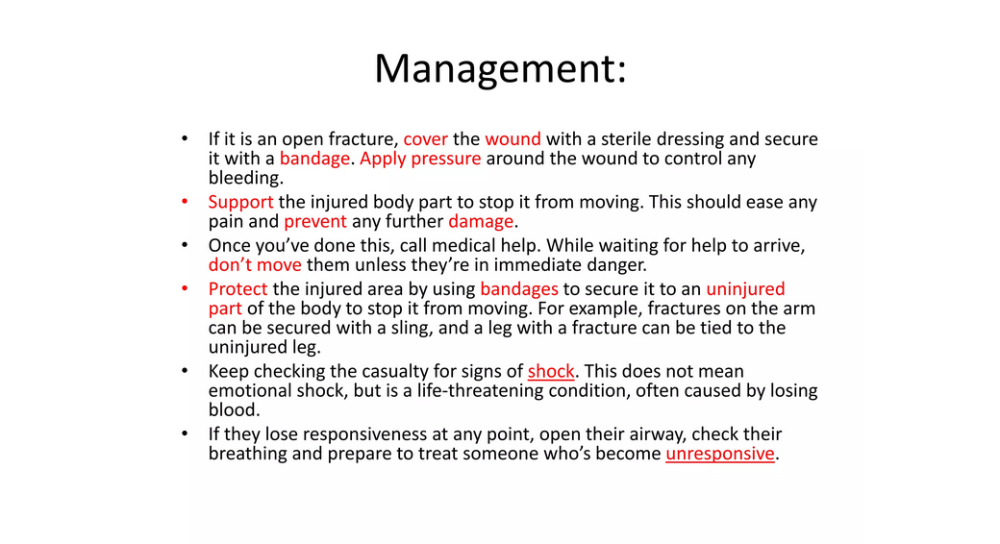 Management:
• If it is an open fracture, cover the wound with a sterile dressing and secure
it with a bandage. Apply pressure around the wound to control any
bleeding.
• Support the injured body part to stop it from moving. This should ease any
pain and prevent any further damage.
• Once you’ve done this, call medical help. While waiting for help to arrive,
don’t move them unless they’re in immediate danger.
• Protect the injured area by using bandages to secure it to an uninjured
part of the body to stop it from moving. For example, fractures on the arm
can be secured with a sling, and a leg with a fracture can be tied to the
uninjured leg.
• Keep checking the casualty for signs of shock. This does not mean
emotional shock, but is a life-threatening condition, often caused by losing
blood.
• If they lose responsiveness at any point, open their airway, check their
breathing and prepare to treat someone who’s become unresponsive.